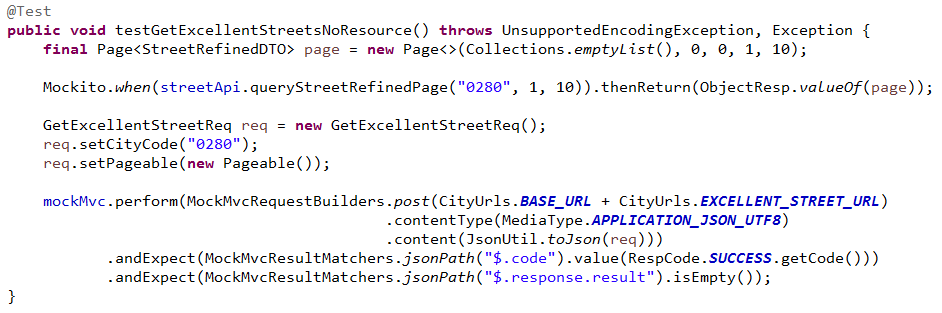 @Test
public void testGetExcellentStreetsNoResource() throws UnsupportedEncodingException, Exception {
    final Page<StreetRefinedDTO> page = new Page<>(Collections.emptyList(), 0, 0, 1, 10);

    Mockito.when(streetApi.queryStreetRefinedPage("0280", 1, 10)).thenReturn(ObjectResp.valueOf(page));

    GetExcellentStreetReq req = new GetExcellentStreetReq();
    req.setCityCode("0280");
    req.setPageable(new Pageable());

    mockMvc.perform(MockMvcRequestBuilders.post(CityUrls.BASE_URL + CityUrls.EXCELLENT_STREET_URL)
                                          .contentType(MediaType.APPLICATION_JSON_UTF8)
                                          .content(JsonUtil.toJson(req)))
           .andExpect(MockMvcResultMatchers.jsonPath("$.code").value(RespCode.SUCCESS.getCode()))
           .andExpect(MockMvcResultMatchers.jsonPath("$.response.result").isEmpty());
}